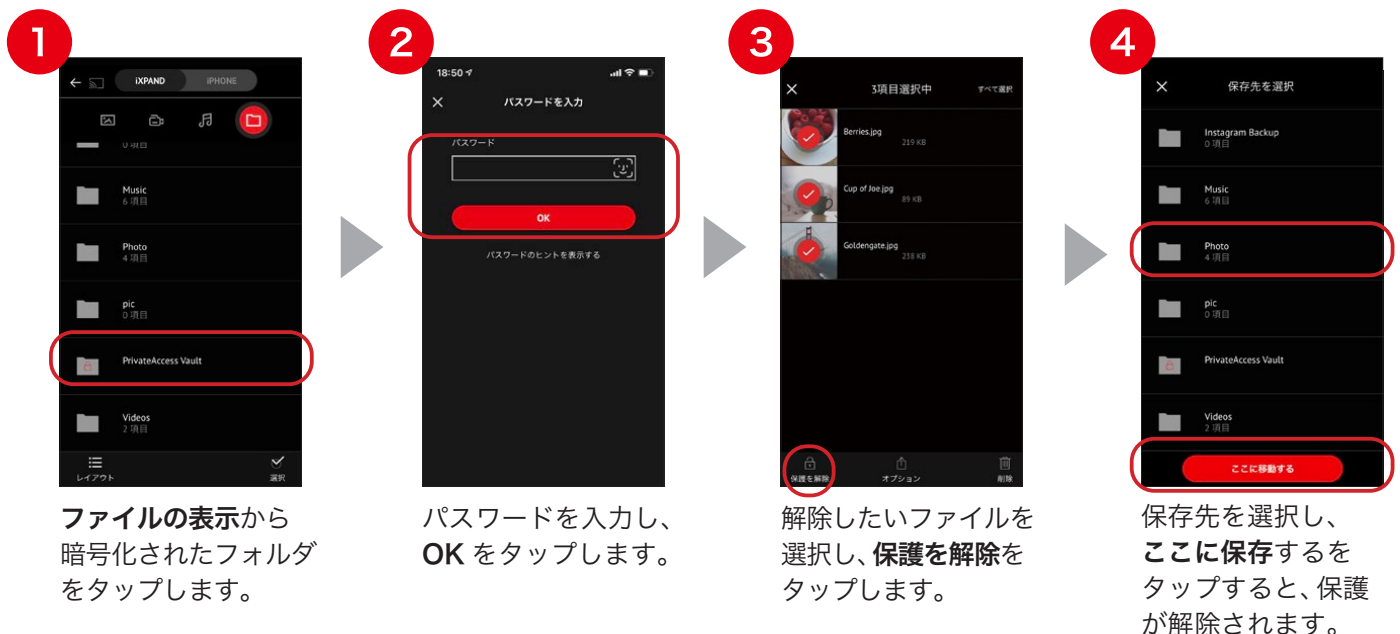 1
iXPAND iPHONE
0 項目
Music
6 項目
Photo
4 項目
pic
0 項目
PrivateAccess Vault
Videos
2 項目
レイアウト 選択
ファイルの表示から
暗号化されたフォルダ
をタップします。
2
18:50
パスワードを入力
パスワード
OK
パスワードのヒントを表示する
パスワードを入力し、
OK をタップします。
3
3項目選択中 すべて選択
Berries.jpg
219 KB
Cup of Joe.jpg
89 KB
Goldengate.jpg
238 KB
保護を解除 オプション 削除
解除したいファイルを
選択し、保護を解除を
タップします。
4
保存先を選択
Instagram Backup
0 項目
Music
6 項目
Photo
4 項目
pic
0 項目
PrivateAccess Vault
Videos
2 項目
ここに移動する
保存先を選択し、
ここに保存するを
タップすると、保護
が解除されます。